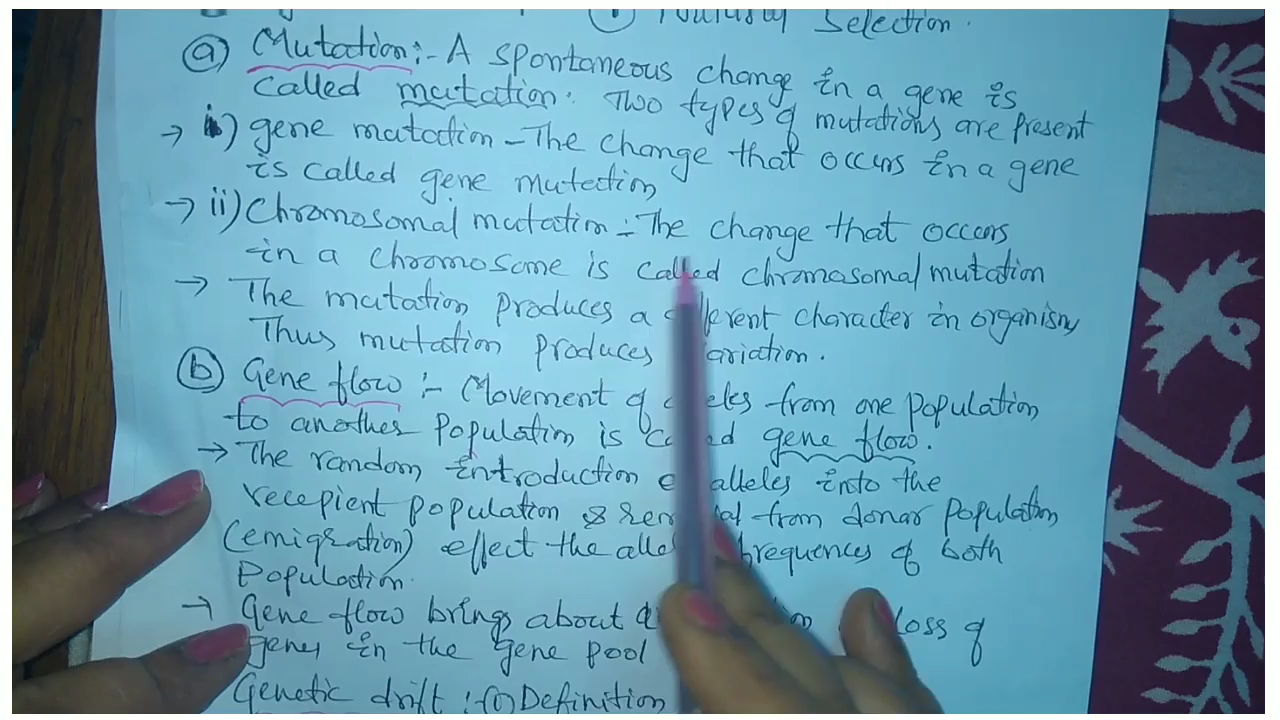 Selection.
ⓐ Mutation :- A spontaneous change in a gene is
called mutation. Two types of mutations are present
→ i) gene mutation - The change that occurs in a gene
is called gene mutection
→ ii) Chromosomal mutation = The change that occurs
in a chromosome is called chromasomal mutation
→ The mutation produces a different character in organism
Thus mutation produces variation.
ⓑ Gene flow :- Movement of alleles from one population
to another population is called gene flow.
→ The random introduction of alleles into the
recepient population & removal from donar population
(emigration) effect the allele frequences of both
population.
→ Gene flow brings about loss of
genes in the gene pool
Genetic drift :- (i) Definition